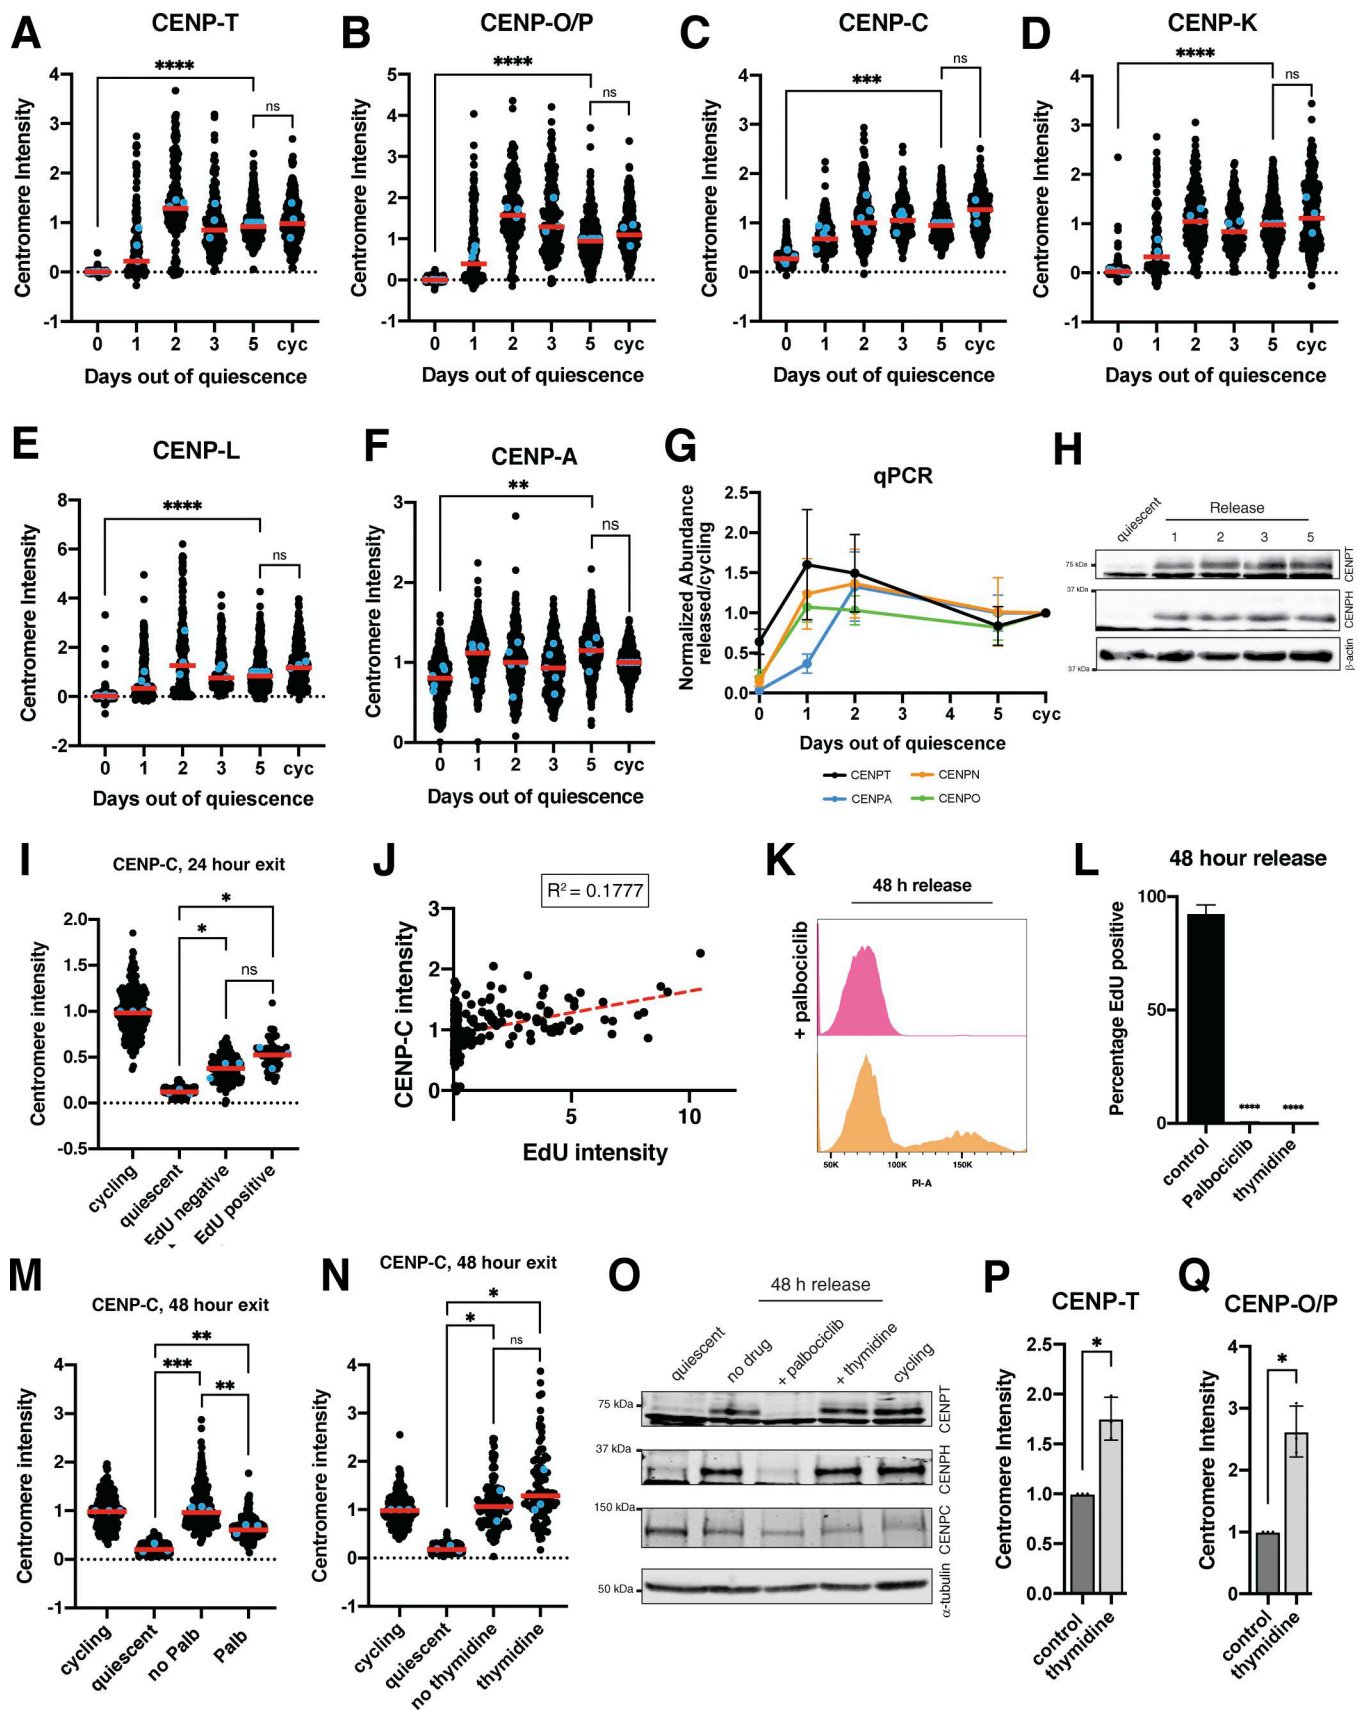 A
CENP-T
****
ns
Centromere Intensity
4
3
2
1
0
-1
0 1 2 3 5 cyc
Days out of quiescence
B
CENP-O/P
****
ns
Centromere Intensity
5
4
3
2
1
0
-1
0 1 2 3 5 cyc
Days out of quiescence
C
CENP-C
***
ns
Centromere Intensity
4
3
2
1
0
-1
0 1 2 3 5 cyc
Days out of quiescence
D
CENP-K
****
ns
Centromere Intensity
4
3
2
1
0
-1
0 1 2 3 5 cyc
Days out of quiescence
E
CENP-L
****
ns
Centromere Intensity
8
6
4
2
0
-2
0 1 2 3 5 cyc
Days out of quiescence
F
CENP-A
**
ns
Centromere Intensity
3
2
1
0
0 1 2 3 5 cyc
Days out of quiescence
G
qPCR
Normalized Abundance
released/cycling
2.5
2.0
1.5
1.0
0.5
0.0
0 1 2 3 4 5 cyc
Days out of quiescence
CENPT CENPN
CENPA CENPO
H
quiescent
Release
1 2 3 5
75 kDa
CENPT
37 kDa
CENPH
37 kDa
β-actin
I
CENP-C, 24 hour exit
*
*
ns
Centromere intensity
2.0
1.5
1.0
0.5
0.0
-0.5
cycling
quiescent
EdU negative
EdU positive
J
R² = 0.1777
CENP-C intensity
3
2
1
0
5 10
EdU intensity
K
48 h release
+ palbociclib
50K 100K 150K
PI-A
L
48 hour release
Percentage EdU positive
100
50
0
**** ****
control
Palbociclib
thymidine
M
CENP-C, 48 hour exit
**
***
**
Centromere intensity
4
3
2
1
0
-1
cycling
quiescent
no Palb
Palb
N
CENP-C, 48 hour exit
*
*
ns
Centromere intensity
4
3
2
1
0
-1
cycling
quiescent
no thymidine
thymidine
O
48 h release
quiescent
no drug
+ palbociclib
+ thymidine
cycling
75 kDa
CENPT
37 kDa
CENPH
150 kDa
CENPC
50 kDa
α-tubulin
P
CENP-T
*
Centromere Intensity
2.5
2.0
1.5
1.0
0.5
0.0
control
thymidine
Q
CENP-O/P
*
Centromere Intensity
4
3
2
1
0
control
thymidine